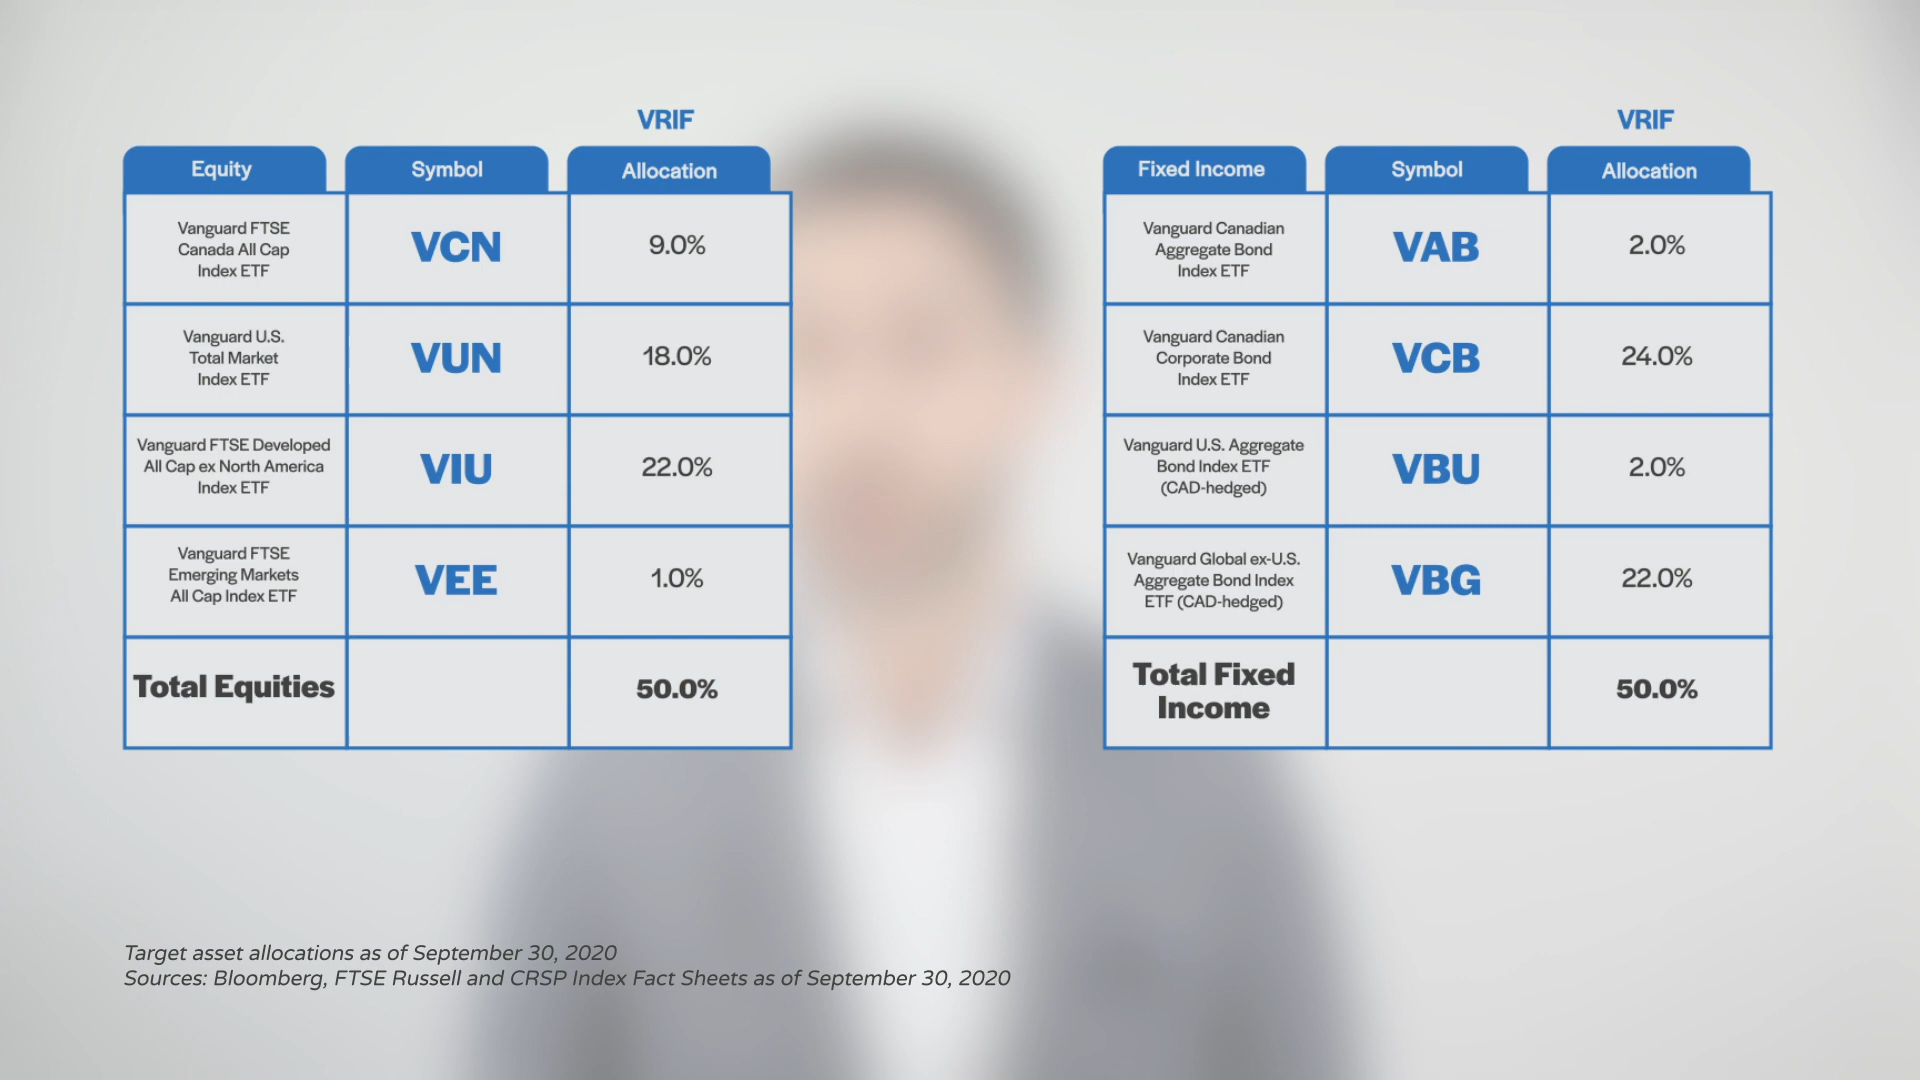 VRIF
Equity Symbol Allocation
Vanguard FTSE
Canada All Cap
Index ETF
VCN
9.0%
Vanguard U.S.
Total Market
Index ETF
VUN
18.0%
Vanguard FTSE Developed
All Cap ex North America
Index ETF
VIU
22.0%
Vanguard FTSE
Emerging Markets
All Cap Index ETF
VEE
1.0%
Total Equities
50.0%
VRIF
Fixed Income Symbol Allocation
Vanguard Canadian
Aggregate Bond
Index ETF
VAB
2.0%
Vanguard Canadian
Corporate Bond
Index ETF
VCB
24.0%
Vanguard U.S. Aggregate
Bond Index ETF
(CAD-hedged)
VBU
2.0%
Vanguard Global ex-U.S.
Aggregate Bond Index
ETF (CAD-hedged)
VBG
22.0%
Total Fixed
Income
50.0%
Target asset allocations as of September 30, 2020
Sources: Bloomberg, FTSE Russell and CRSP Index Fact Sheets as of September 30, 2020